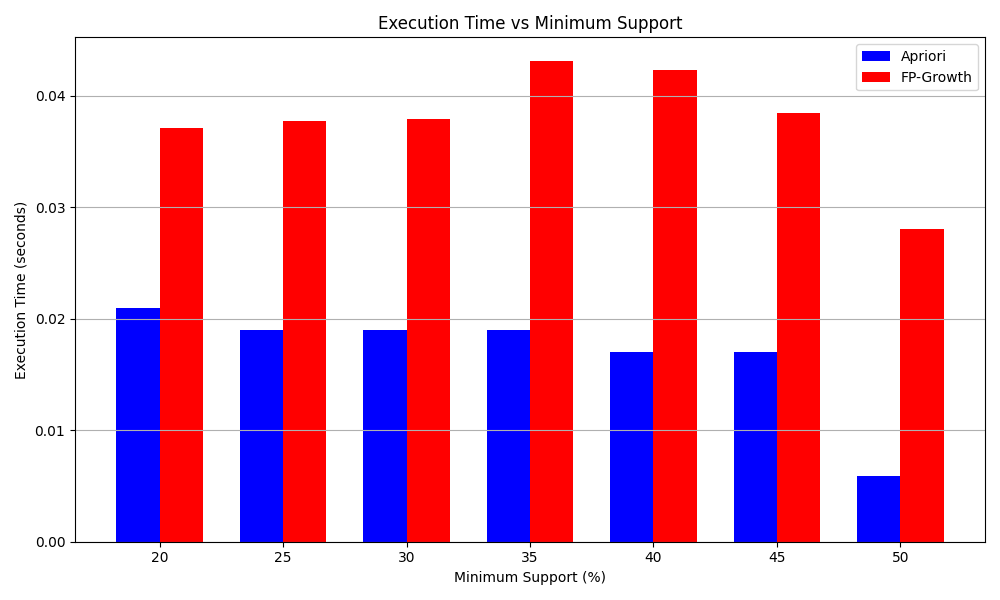 Execution Time vs Minimum Support
Apriori
FP-Growth
Execution Time (seconds)
0.04
0.03
0.02
0.01
0.00
20 25 30 35 40 45 50
Minimum Support (%)